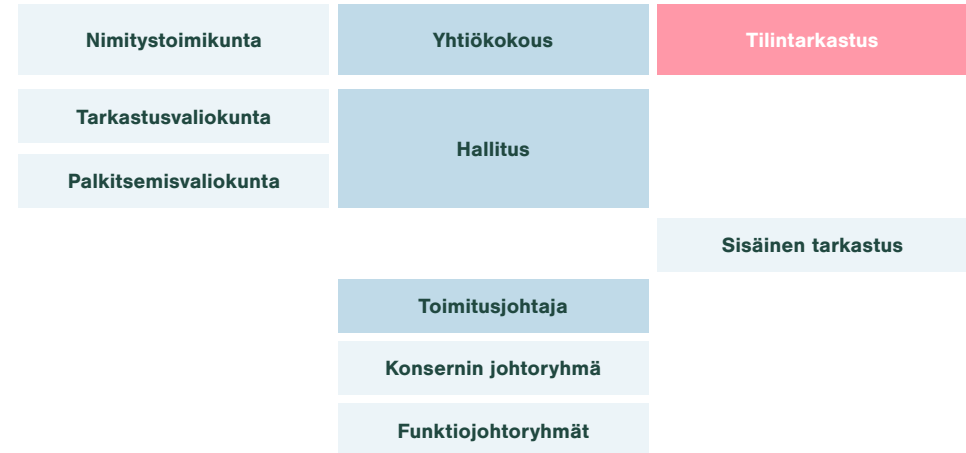 Nimitystoimikunta
Yhtiökokous
Tilintarkastus
Tarkastusvaliokunta
Hallitus
Palkitsemisvaliokunta
Sisäinen tarkastus
Toimitusjohtaja
Konsernin johtoryhmä
Funktiojohtoryhmät